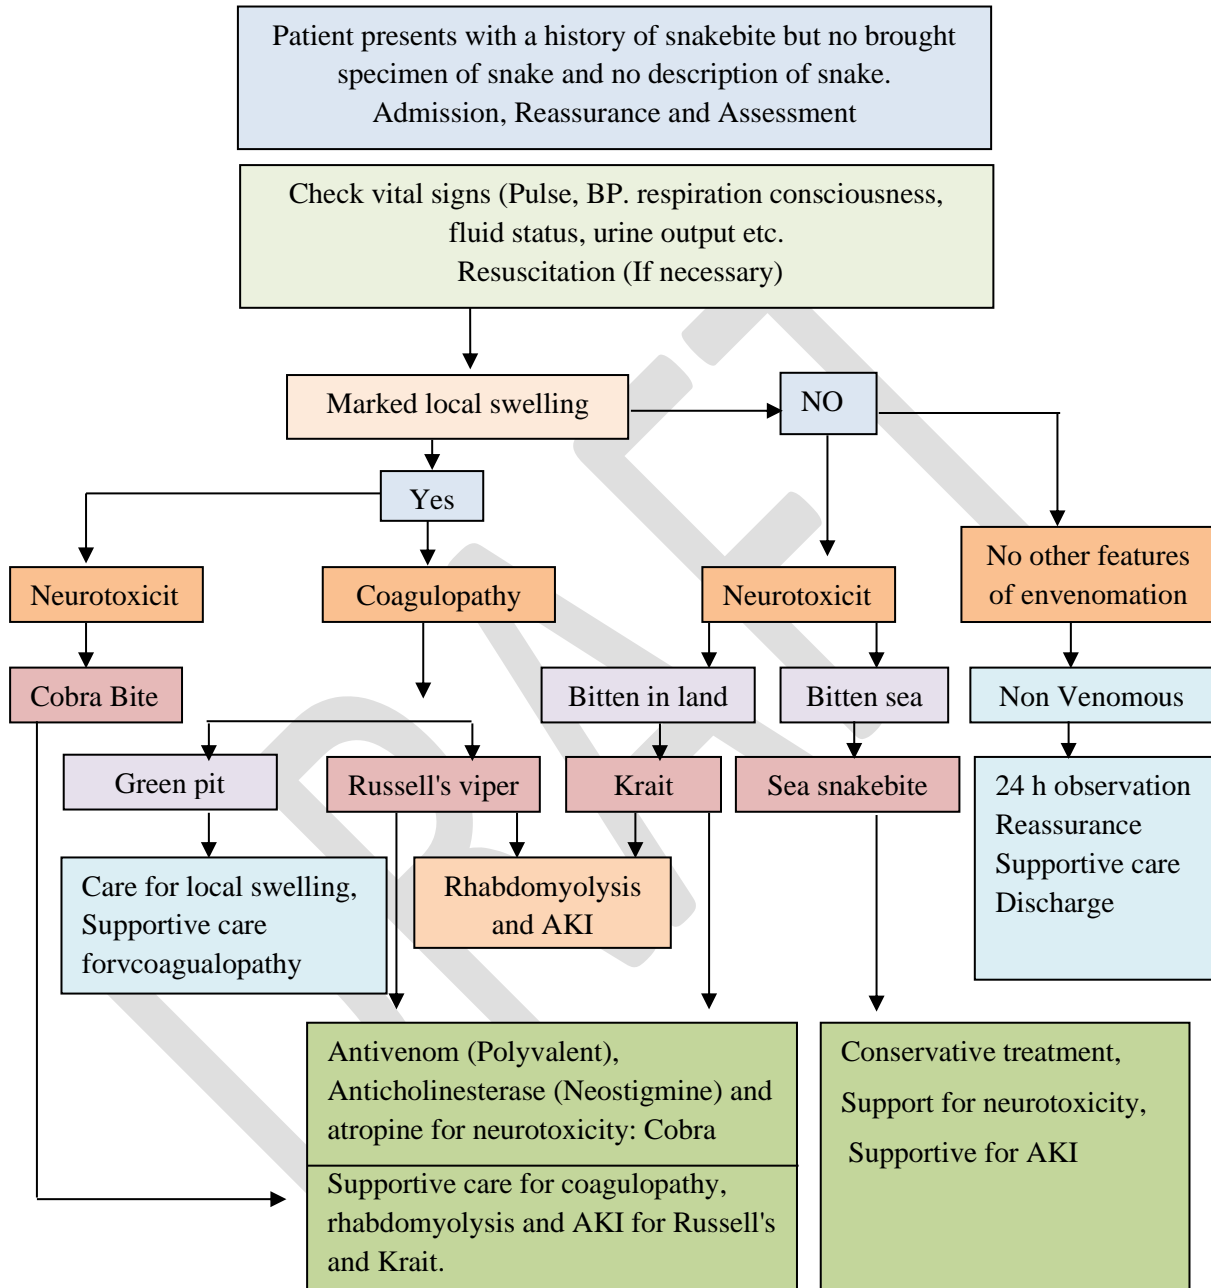 Patient presents with a history of snakebite but no brought
specimen of snake and no description of snake.
Admission, Reassurance and Assessment
Check vital signs (Pulse, BP. respiration consciousness,
fluid status, urine output etc.
Resuscitation (If necessary)
Marked local swelling
NO
Yes
Neurotoxicit
Coagulopathy
Neurotoxicit
No other features
of envenomation
Cobra Bite
Bitten in land
Bitten sea
Non Venomous
Green pit
Russell's viper
Krait
Sea snakebite
24 h observation
Reassurance
Supportive care
Discharge
Care for local swelling,
Supportive care
forvcoagualopathy
Rhabdomyolysis
and AKI
Antivenom (Polyvalent),
Anticholinesterase (Neostigmine) and
atropine for neurotoxicity: Cobra
Supportive care for coagulopathy,
rhabdomyolysis and AKI for Russell's
and Krait.
Conservative treatment,
Support for neurotoxicity,
Supportive for AKI
DRAFT